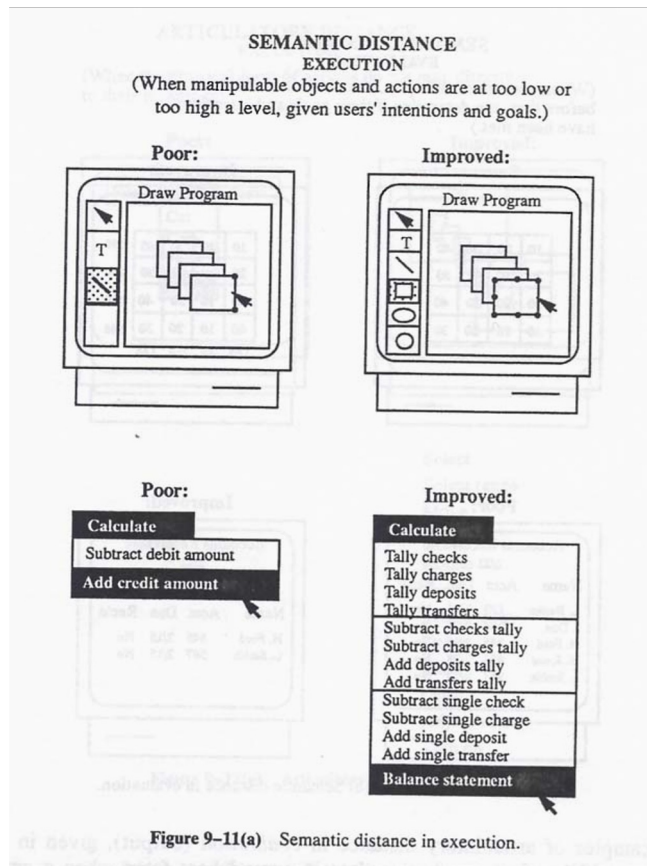 SEMANTIC DISTANCE
EXECUTION
(When manipulable objects and actions are at too low or
too high a level, given users' intentions and goals.)
Poor:
Draw Program
T
Improved:
Draw Program
T
Poor:
Calculate
Subtract debit amount
Add credit amount
Improved:
Calculate
Tally checks
Tally charges
Tally deposits
Tally transfers
Subtract checks tally
Subtract charges tally
Add deposits tally
Add transfers tally
Subtract single check
Subtract single charge
Add single deposit
Add single transfer
Balance statement
Figure 9–11(a) Semantic distance in execution.